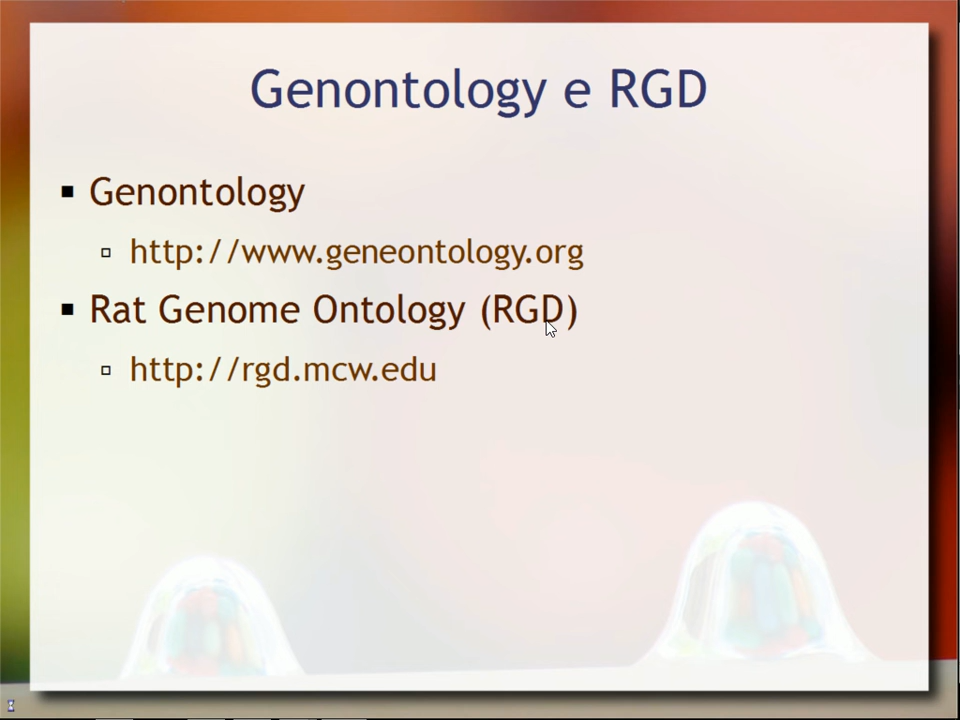 Genontology e RGD
Genontology
http://www.geneontology.org
Rat Genome Ontology (RGD)
http://rgd.mcw.edu